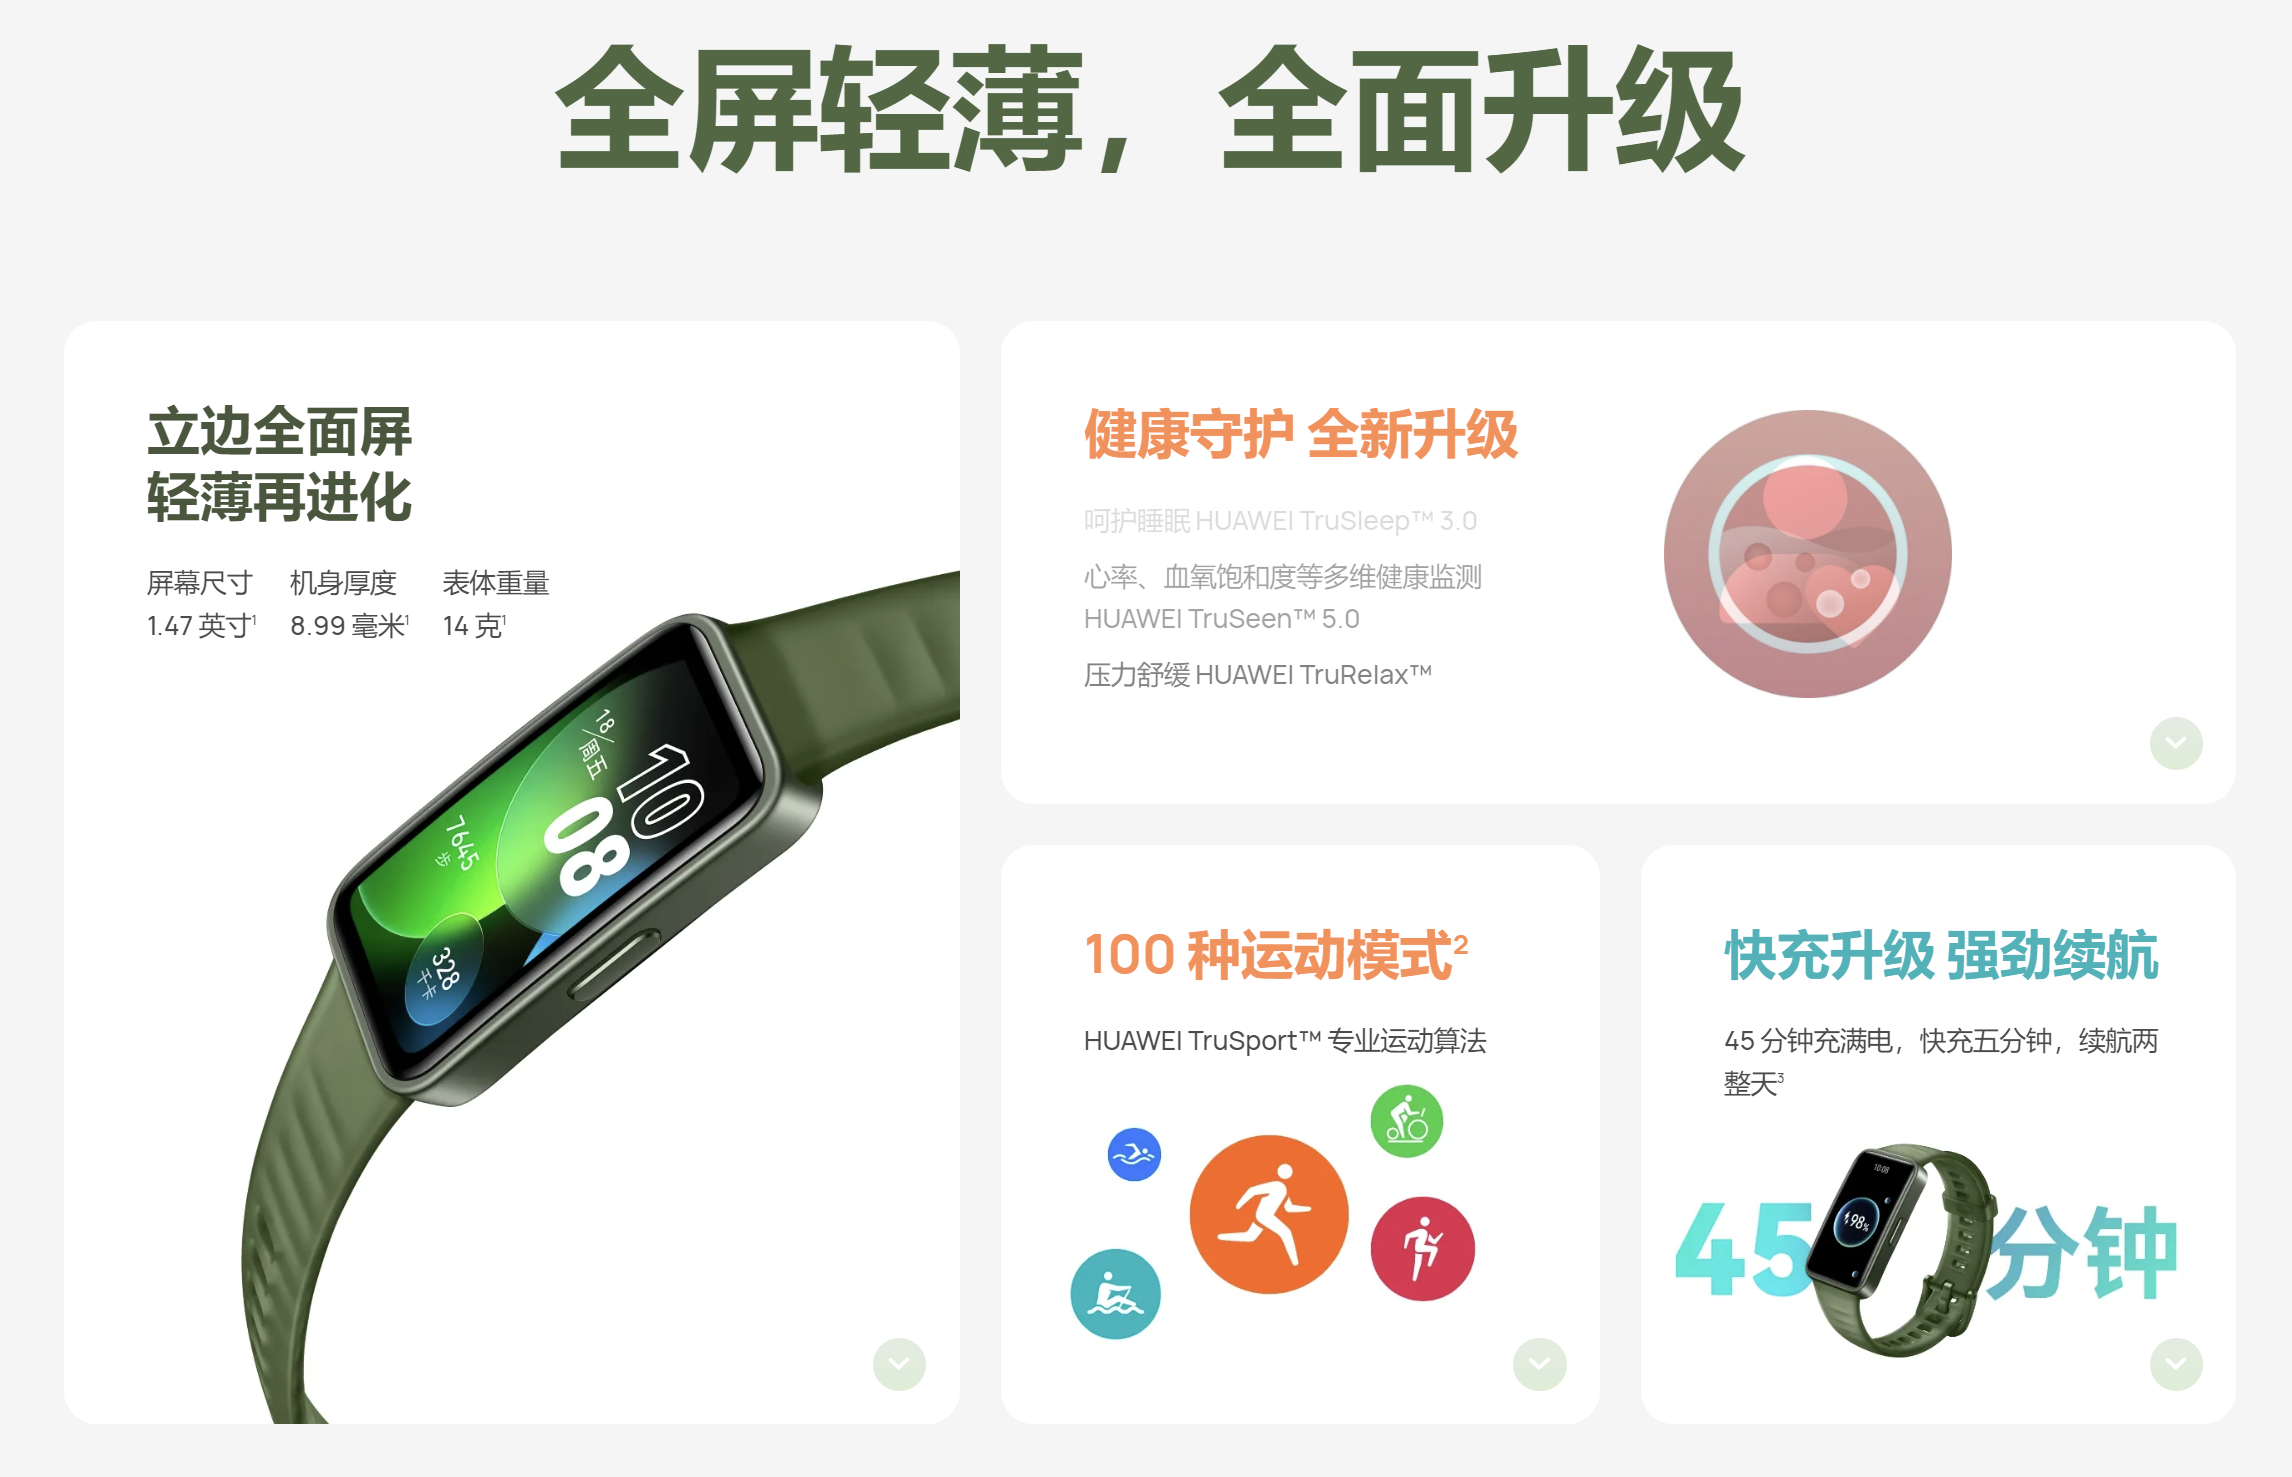 全屏轻薄，全面升级
立边全面屏
轻薄再进化
屏幕尺寸 机身厚度 表体重量
1.47 英寸¹ 8.99 毫米¹ 14 克¹
18/周五
10
08
7645
步
328
千卡
健康守护 全新升级
呵护睡眠 HUAWEI TruSleep™ 3.0
心率、血氧饱和度等多维健康监测
HUAWEI TruSeen™ 5.0
压力舒缓 HUAWEI TruRelax™
100 种运动模式²
HUAWEI TruSport™ 专业运动算法
快充升级 强劲续航
45 分钟充满电，快充五分钟，续航两
整天³
45 分钟
10:08
98%